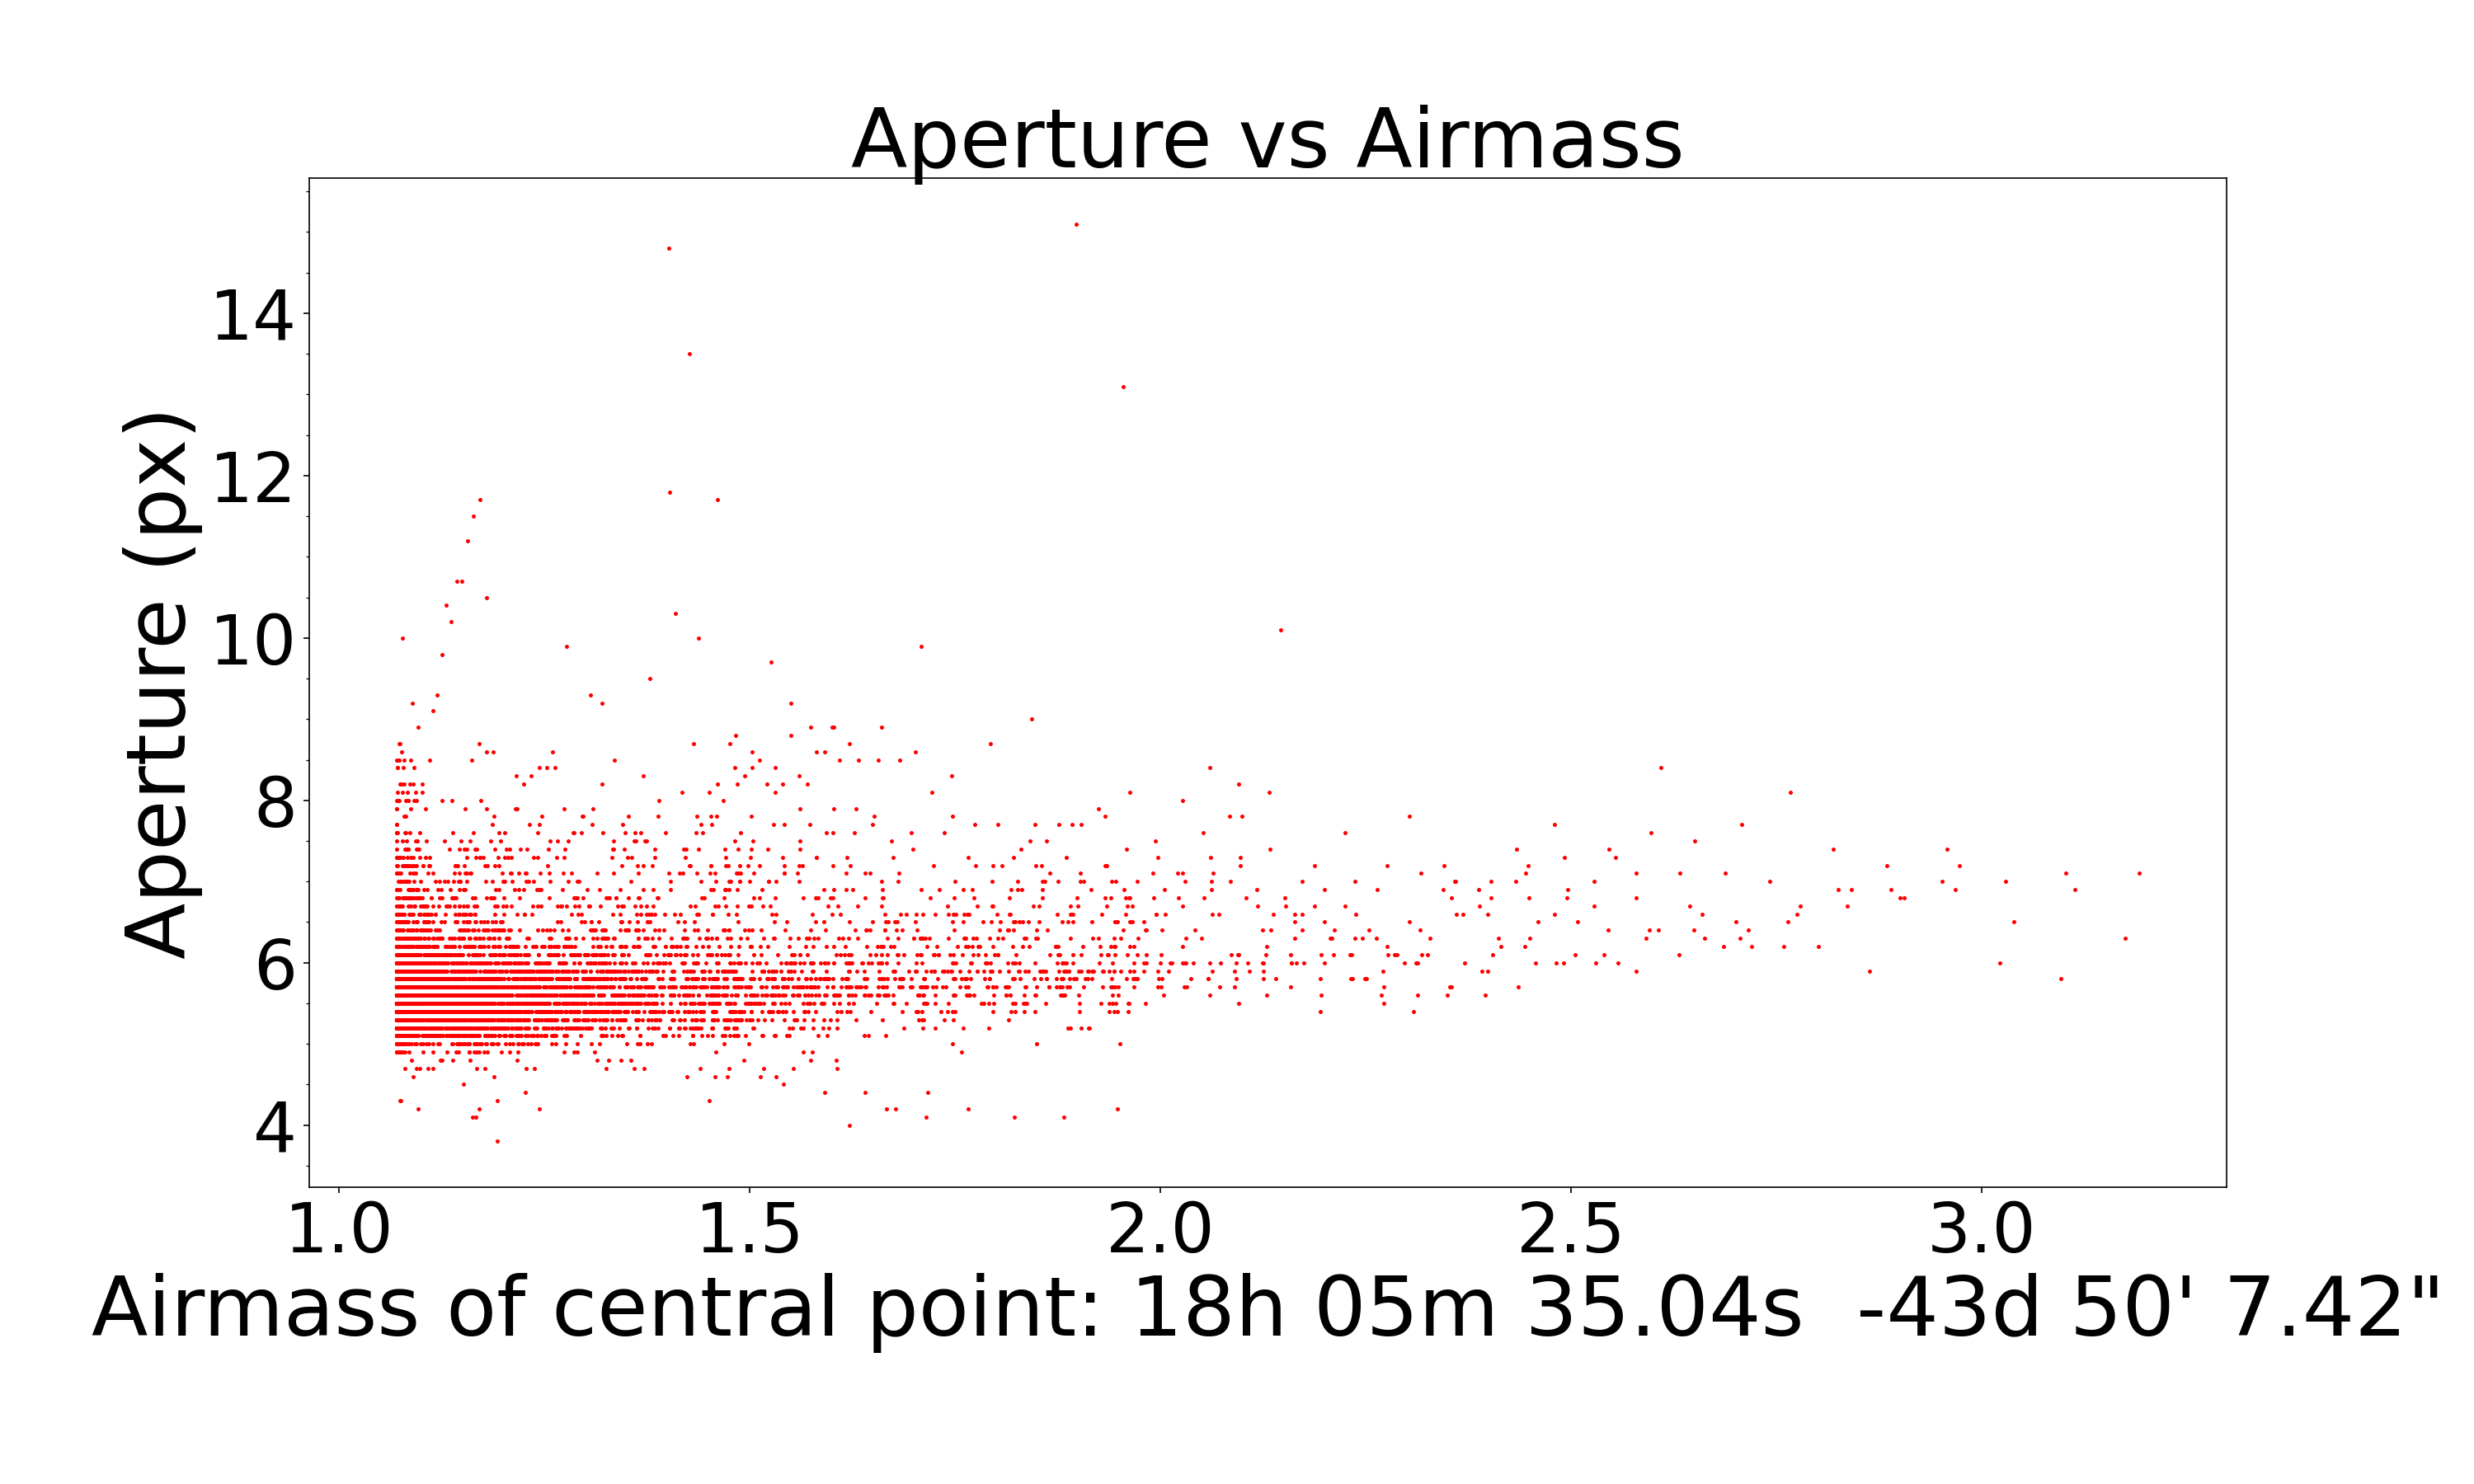 Aperture vs Airmass
Aperture (px)
14
12
10
8
6
4
1.0 1.5 2.0 2.5 3.0
Airmass of central point: 18h 05m 35.04s  -43d 50' 7.42"